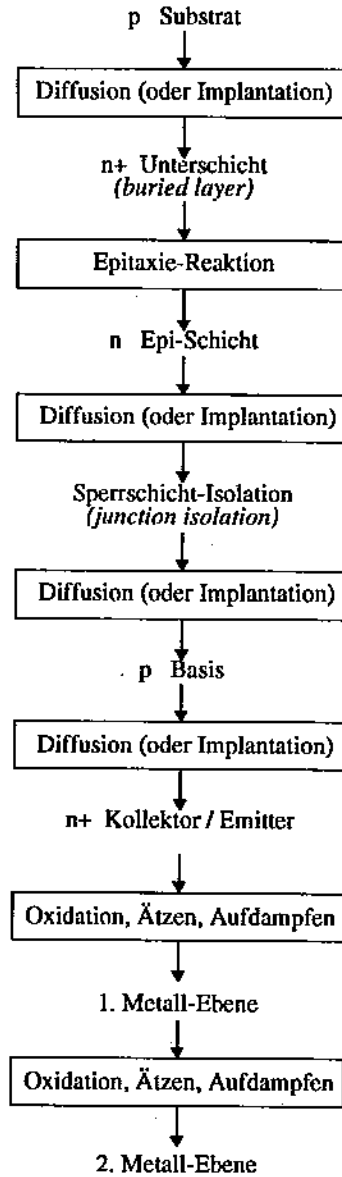 p Substrat
Diffusion (oder Implantation)
n+ Unterschicht
(buried layer)
Epitaxie-Reaktion
n Epi-Schicht
Diffusion (oder Implantation)
Sperrschicht-Isolation
(junction isolation)
Diffusion (oder Implantation)
p Basis
Diffusion (oder Implantation)
n+ Kollektor / Emitter
Oxidation, Ätzen, Aufdampfen
1. Metall-Ebene
Oxidation, Ätzen, Aufdampfen
2. Metall-Ebene